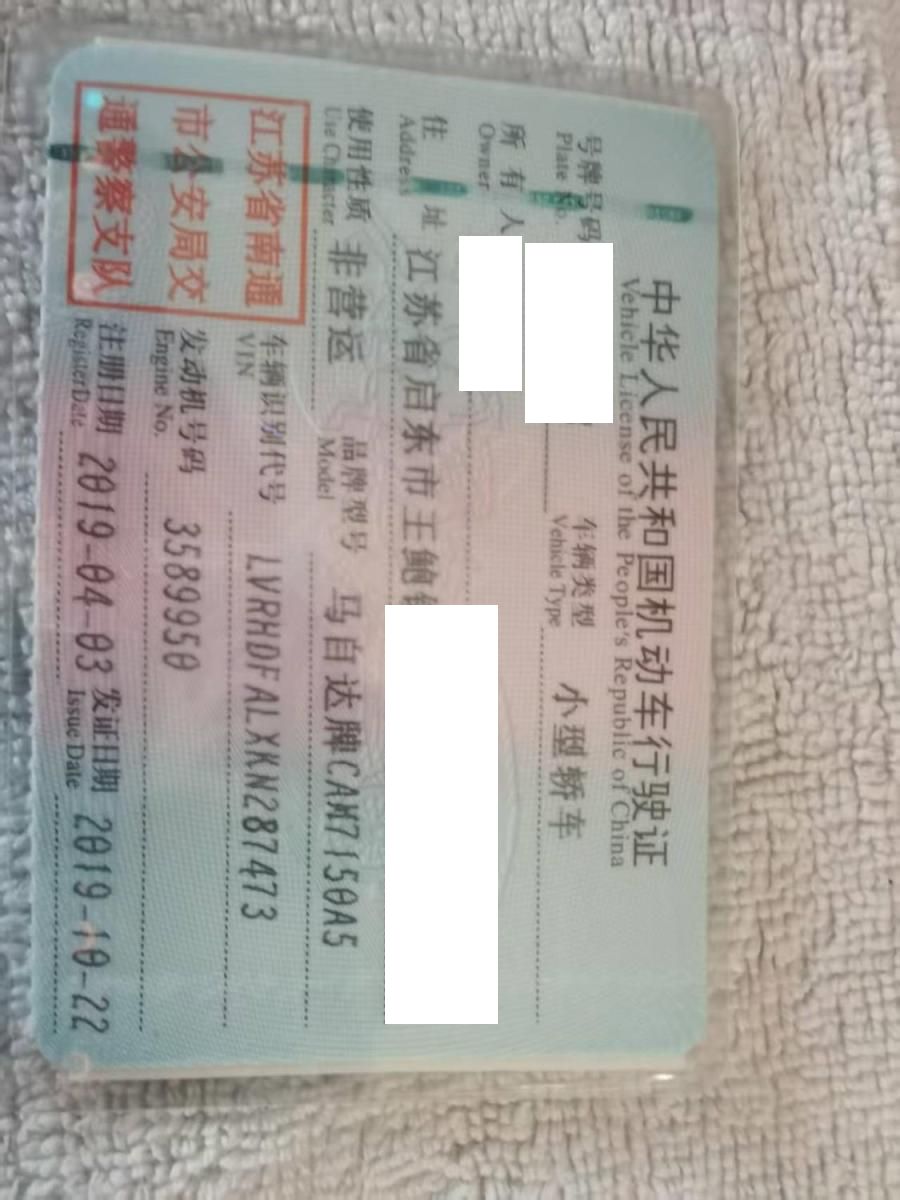 中华人民共和国机动车行驶证
Vehicle License of the People's Republic of China
号牌号码 车辆类型 小型轿车
Plate No. Vehicle Type
所有人
Owner
住址 江苏省启东市王鲍
Address
使用性质 非营运 品牌型号 马自达牌CAM7150A5
Use Character Model
江苏省南通
市公安局交
通警察支队
车辆识别代号 LVRHDFALXKN287473
VIN
发动机号码 3589950
Engine No.
注册日期 2019-04-03 发证日期 2019-10-22
Register Date Issue Date